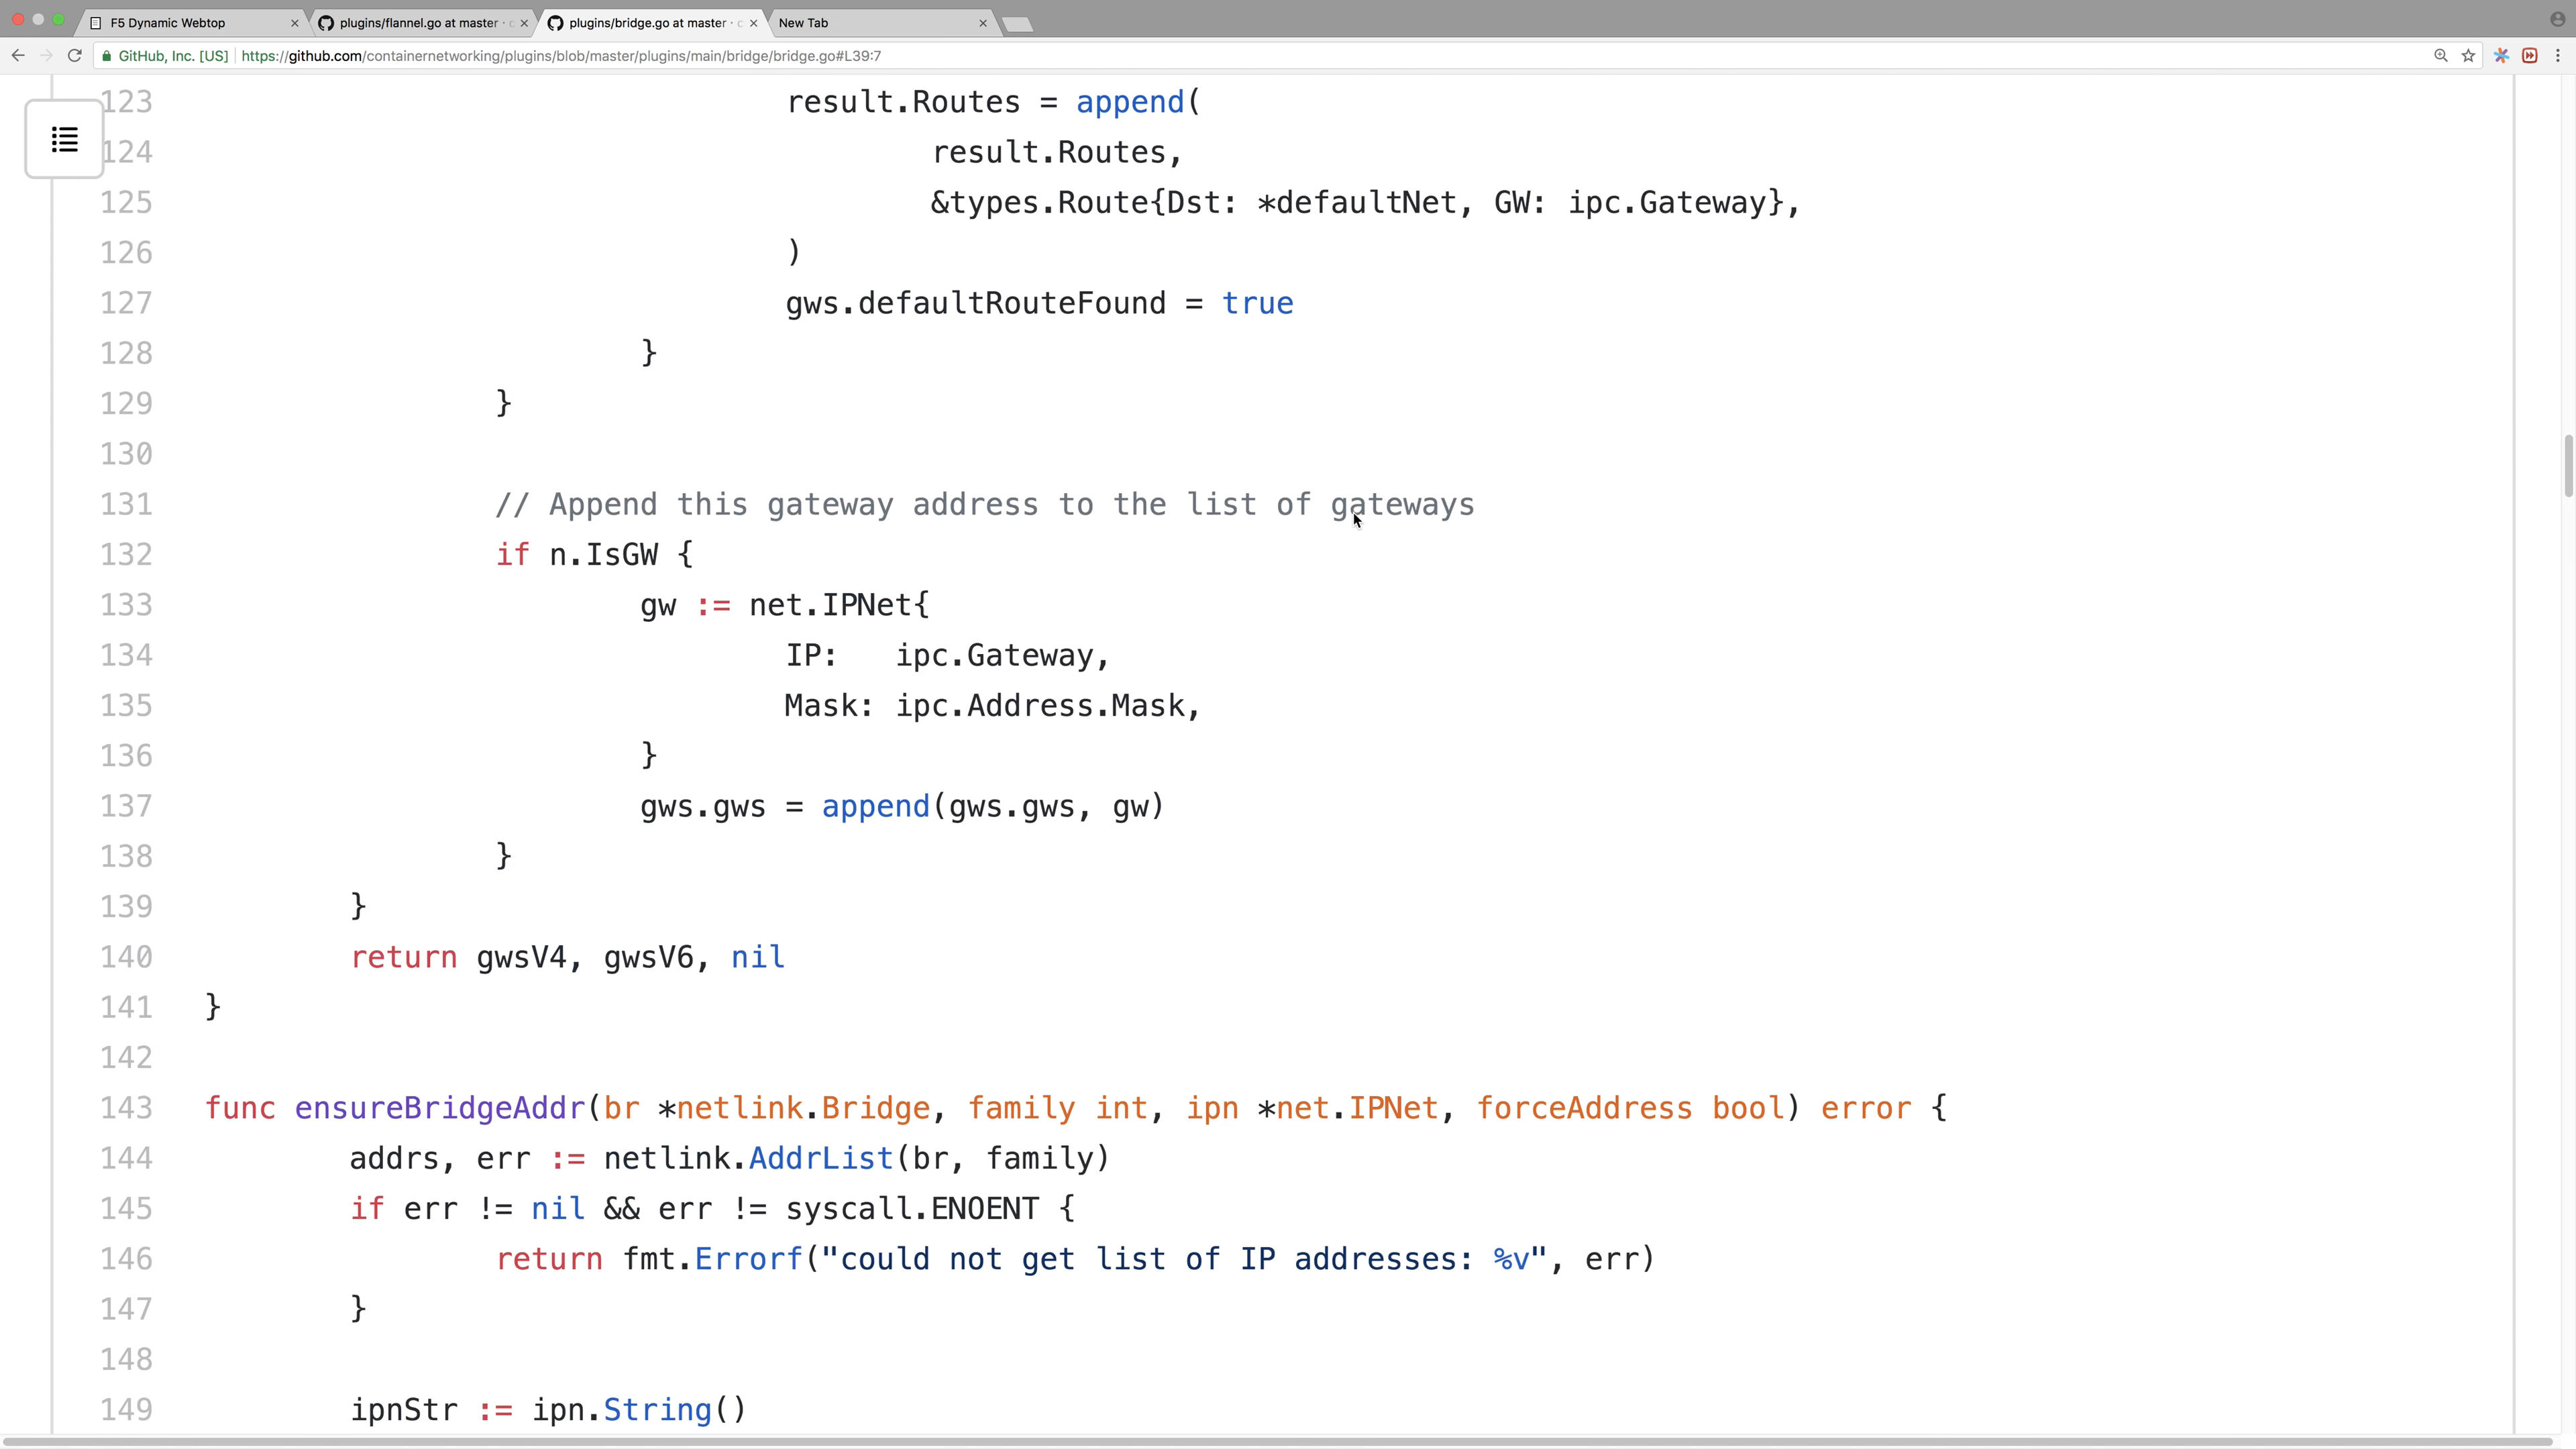 F5 Dynamic Webtop
plugins/flannel.go at master · c
plugins/bridge.go at master · c
New Tab
GitHub, Inc. [US] https://github.com/containernetworking/plugins/blob/master/plugins/main/bridge/bridge.go#L39:7
123 result.Routes = append(
124 result.Routes,
125 &types.Route{Dst: *defaultNet, GW: ipc.Gateway},
126 )
127 gws.defaultRouteFound = true
128 }
129 }
130
131 // Append this gateway address to the list of gateways
132 if n.IsGW {
133 gw := net.IPNet{
134 IP: ipc.Gateway,
135 Mask: ipc.Address.Mask,
136 }
137 gws.gws = append(gws.gws, gw)
138 }
139 }
140 return gwsV4, gwsV6, nil
141 }
142
143 func ensureBridgeAddr(br *netlink.Bridge, family int, ipn *net.IPNet, forceAddress bool) error {
144 addrs, err := netlink.AddrList(br, family)
145 if err != nil && err != syscall.ENOENT {
146 return fmt.Errorf("could not get list of IP addresses: %v", err)
147 }
148
149 ipnStr := ipn.String()